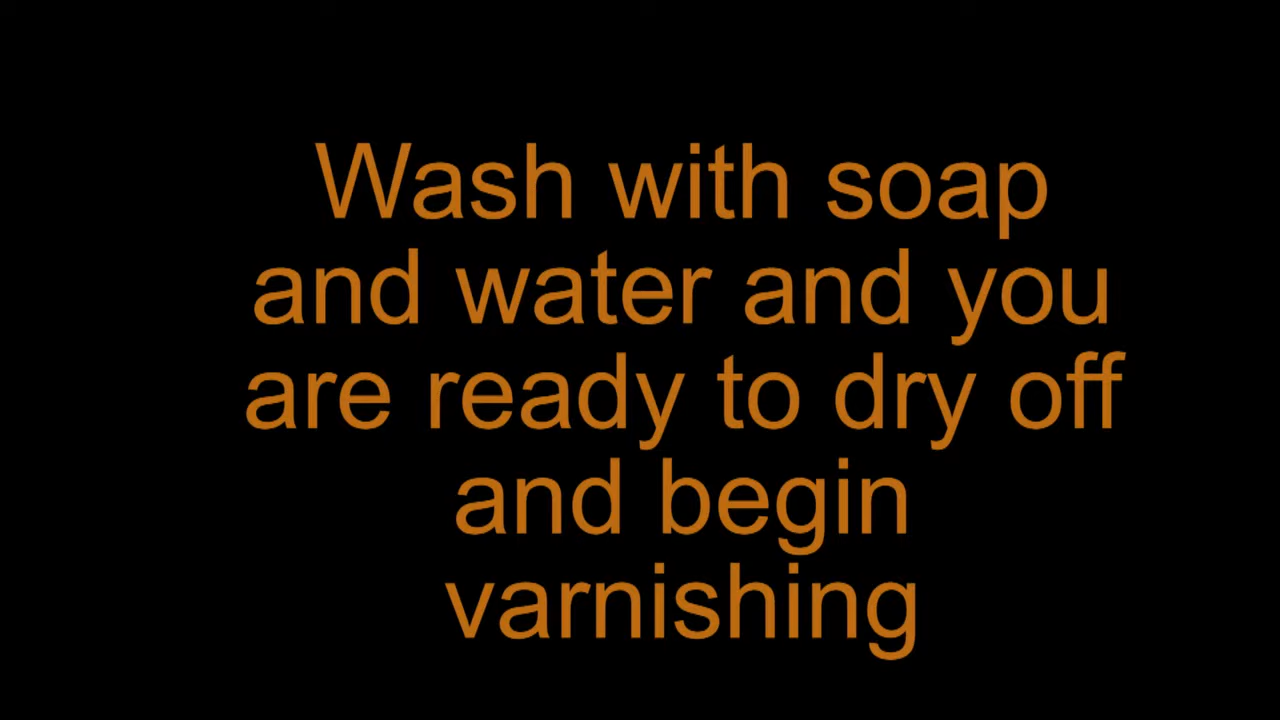 Wash with soap
and water and you
are ready to dry off
and begin
varnishing